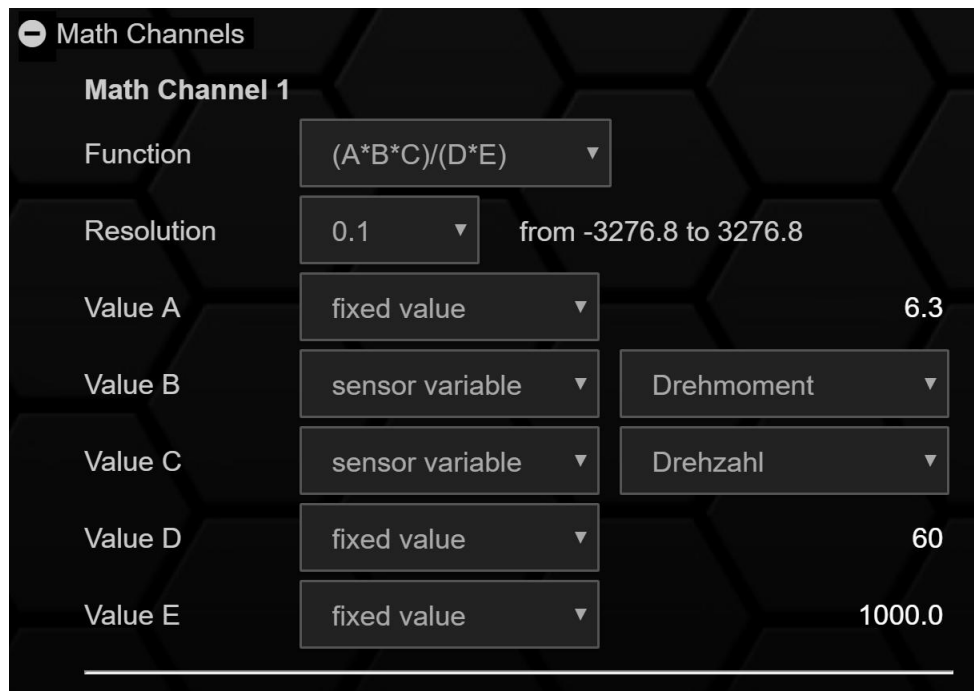 Math Channels
Math Channel 1
Function (A*B*C)/(D*E)
Resolution 0.1 from -3276.8 to 3276.8
Value A fixed value 6.3
Value B sensor variable Drehmoment
Value C sensor variable Drehzahl
Value D fixed value 60
Value E fixed value 1000.0